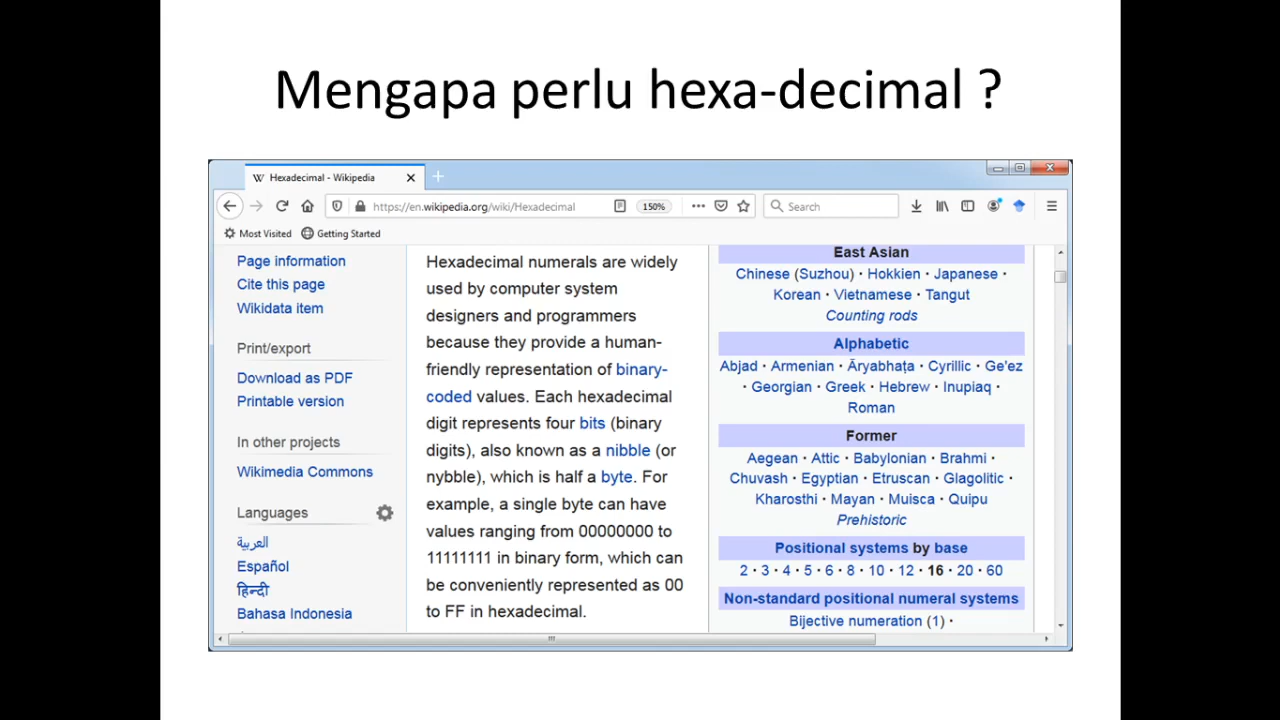 Mengapa perlu hexa-decimal ?
Hexadecimal - Wikipedia
https://en.wikipedia.org/wiki/Hexadecimal
150%
Search
Most Visited
Getting Started
Page information
Cite this page
Wikidata item
Print/export
Download as PDF
Printable version
In other projects
Wikimedia Commons
Languages
العربية
Español
हिन्दी
Bahasa Indonesia
Hexadecimal numerals are widely
used by computer system
designers and programmers
because they provide a human-
friendly representation of binary-
coded values. Each hexadecimal
digit represents four bits (binary
digits), also known as a nibble (or
nybble), which is half a byte. For
example, a single byte can have
values ranging from 00000000 to
11111111 in binary form, which can
be conveniently represented as 00
to FF in hexadecimal.
East Asian
Chinese (Suzhou) · Hokkien · Japanese ·
Korean · Vietnamese · Tangut
Counting rods
Alphabetic
Abjad · Armenian · Āryabhaṭa · Cyrillic · Ge'ez
· Georgian · Greek · Hebrew · Inupiaq ·
Roman
Former
Aegean · Attic · Babylonian · Brahmi ·
Chuvash · Egyptian · Etruscan · Glagolitic ·
Kharosthi · Mayan · Muisca · Quipu
Prehistoric
Positional systems by base
2 · 3 · 4 · 5 · 6 · 8 · 10 · 12 · 16 · 20 · 60
Non-standard positional numeral systems
Bijective numeration (1) ·